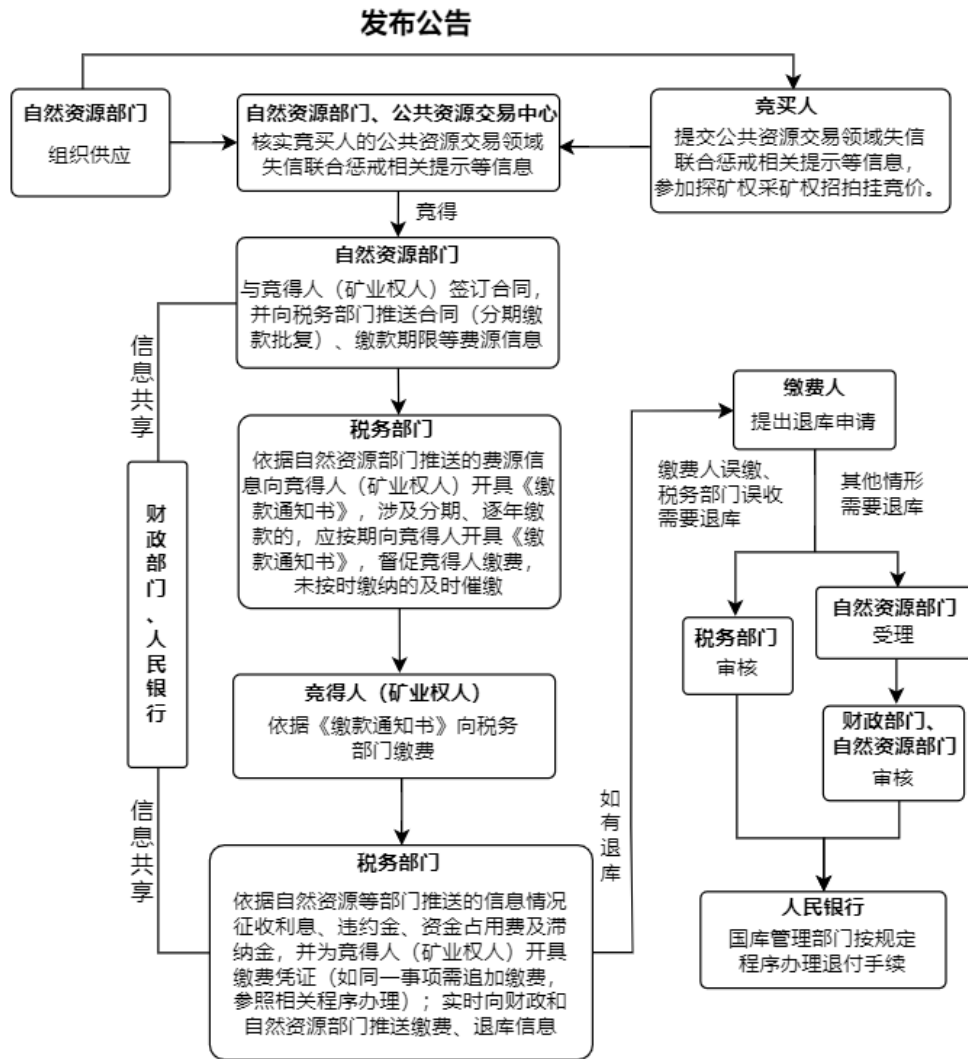 发布公告
自然资源部门
组织供应
自然资源部门、公共资源交易中心
核实竞买人的公共资源交易领域
失信联合惩戒相关提示等信息
竞买人
提交公共资源交易领域失信
联合惩戒相关提示等信息，
参加探矿权采矿权招拍挂竞价。
竞得
自然资源部门
与竞得人（矿业权人）签订合同，
并向税务部门推送合同（分期缴
款批复）、缴款期限等费源信息
信息共享
税务部门
依据自然资源部门推送的费源信
息向竞得人（矿业权人）开具《缴
款通知书》，涉及分期、逐年缴
款的，应按期向竞得人开具《缴
款通知书》，督促竞得人缴费，
未按时缴纳的及时催缴
财政部门、人民银行
竞得人（矿业权人）
依据《缴款通知书》向税务
部门缴费
信息共享
税务部门
依据自然资源等部门推送的信息情况
征收利息、违约金、资金占用费及滞
纳金，并为竞得人（矿业权人）开具
缴费凭证（如同一事项需追加缴费，
参照相关程序办理）；实时向财政和
自然资源部门推送缴费、退库信息
如有退库
缴费人
提出退库申请
缴费人误缴、
税务部门误收
需要退库
其他情形
需要退库
税务部门
审核
自然资源部门
受理
财政部门、
自然资源部门
审核
人民银行
国库管理部门按规定
程序办理退付手续